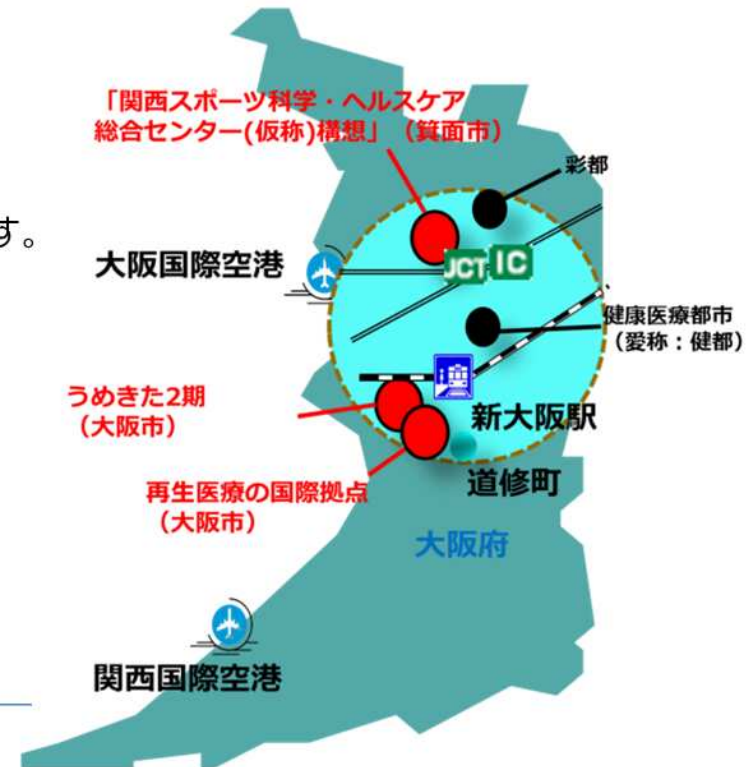 「関西スポーツ科学・ヘルスケア
総合センター(仮称)構想」（箕面市）
彩都
す。
大阪国際空港
JCT IC
健康医療都市
（愛称：健都）
うめきた2期
（大阪市）
新大阪駅
再生医療の国際拠点
（大阪市）
道修町
大阪府
関西国際空港